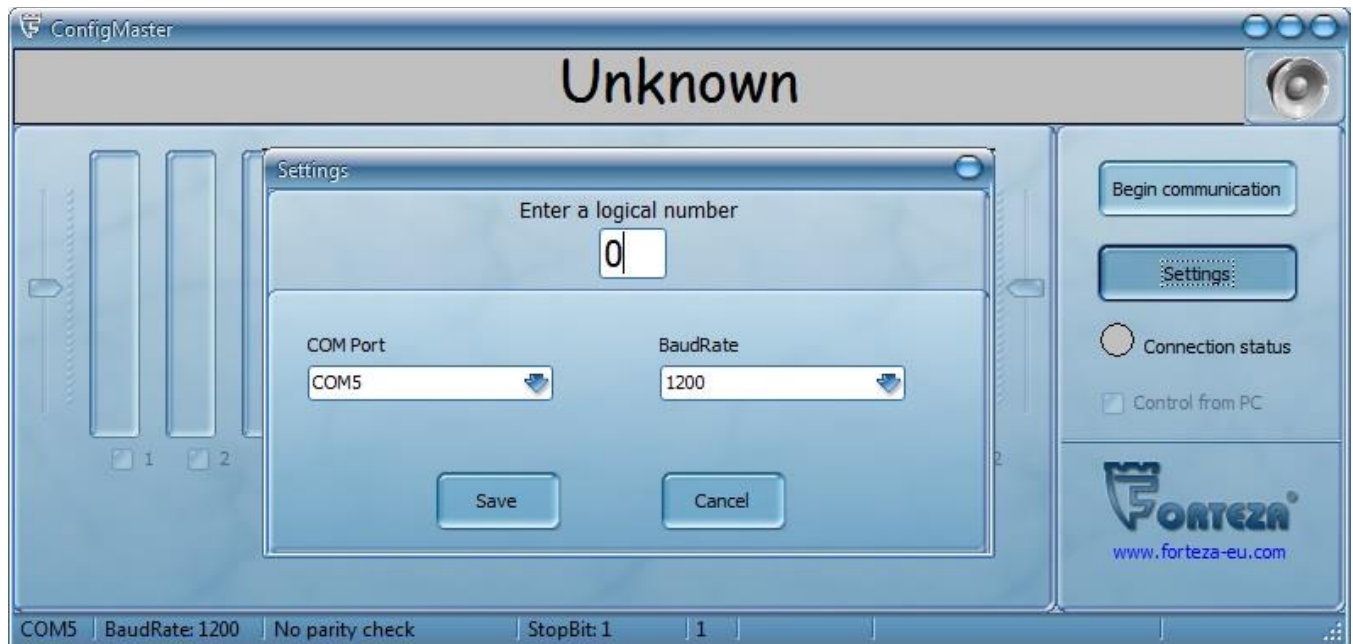 ConfigMaster
Unknown
Settings
Enter a logical number
0
COM Port
BaudRate
COM5
1200
Save
Cancel
1
2
2
Begin communication
Settings
Connection status
Control from PC
FORTEZA®
www.forteza-eu.com
COM5 BaudRate: 1200 No parity check StopBit: 1 1